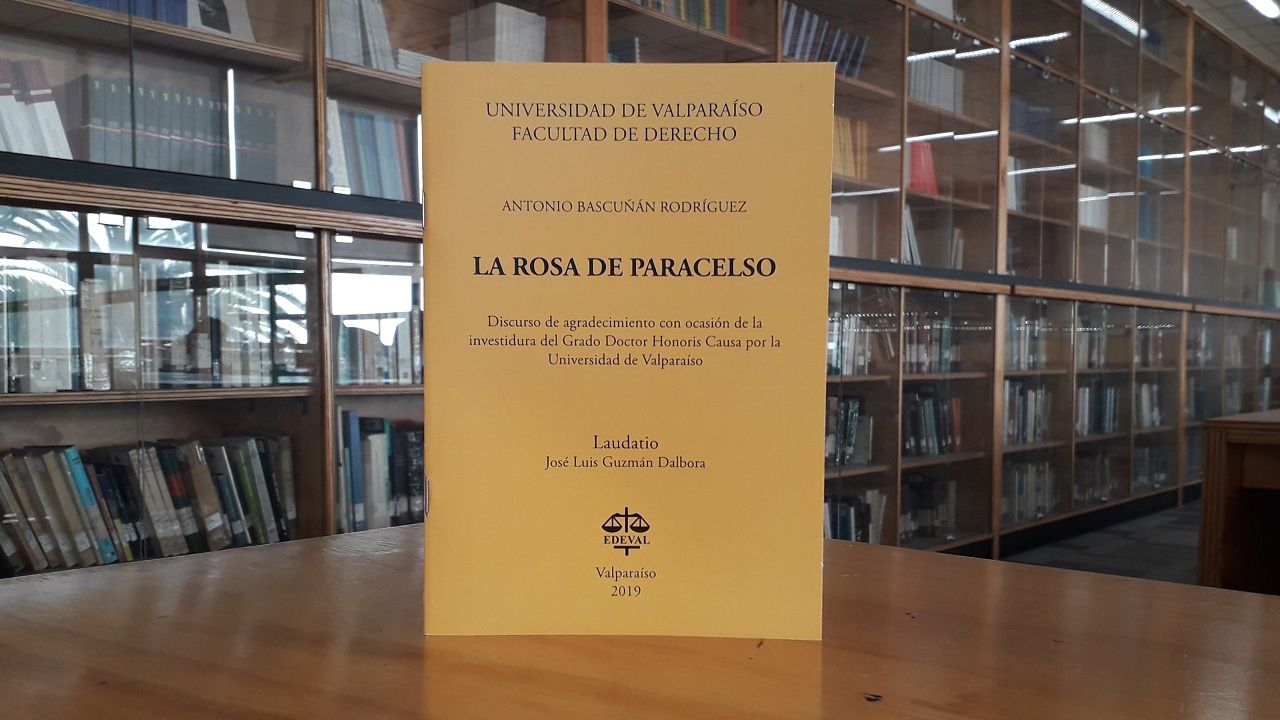 UNIVERSIDAD DE VALPARAÍSO
FACULTAD DE DERECHO
ANTONIO BASCUÑÁN RODRÍGUEZ
LA ROSA DE PARACELSO
Discurso de agradecimiento con ocasión de la
investidura del Grado Doctor Honoris Causa por la
Universidad de Valparaíso
Laudatio
José Luis Guzmán Dalbora
EDEVAL
Valparaíso
2019